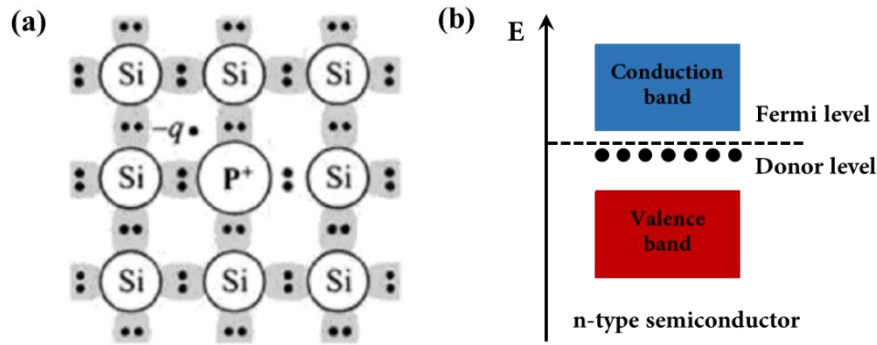 (a)
Si Si Si
−q
Si P⁺ Si
Si Si Si
(b)
E
Conduction
band
Fermi level
Donor level
Valence
band
n-type semiconductor